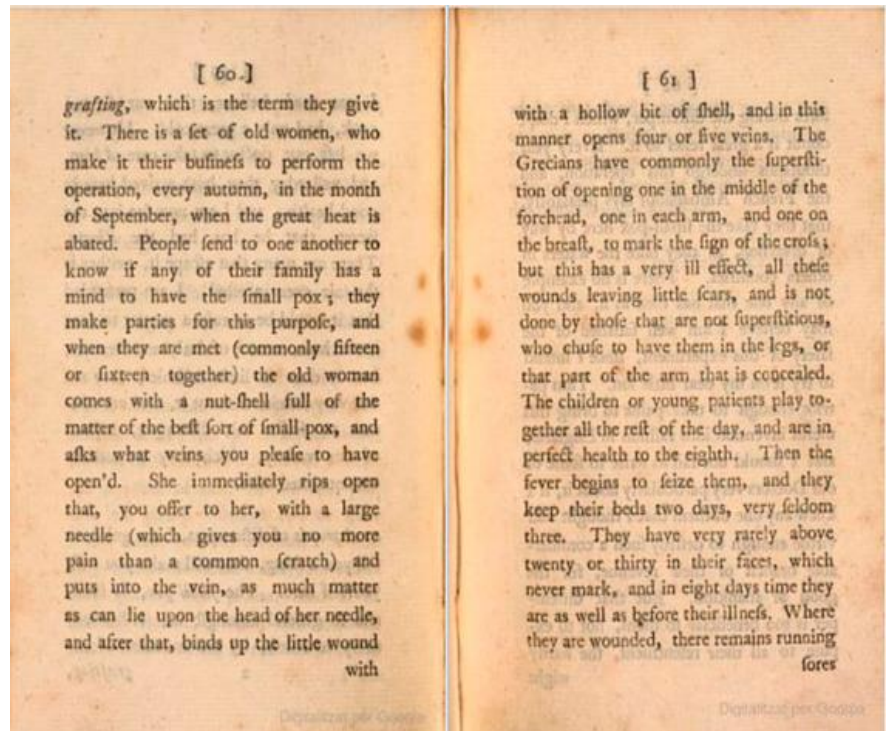 [ 60 ]
graſting, which is the term they give
it. There is a ſet of old women, who
make it their buſineſs to perform the
operation, every autumn, in the month
of September, when the great heat is
abated. People ſend to one another to
know if any of their family has a
mind to have the ſmall pox; they
make parties for this purpoſe, and
when they are met (commonly fifteen
or ſixteen together) the old woman
comes with a nut-ſhell full of the
matter of the beſt ſort of ſmall-pox, and
aſks what veins you pleaſe to have
open'd. She immediately rips open
that, you offer to her, with a large
needle (which gives you no more
pain than a common ſcratch) and
puts into the vein, as much matter
as can lie upon the head of her needle,
and after that, binds up the little wound
with
Digitalitzat per Google
[ 61 ]
with a hollow bit of ſhell, and in this
manner opens four or five veins. The
Grecians have commonly the ſuperſti-
tion of opening one in the middle of the
forehead, one in each arm, and one on
the breaſt, to mark the ſign of the croſs;
but this has a very ill effect, all theſe
wounds leaving little ſcars, and is not
done by thoſe that are not ſuperſtitious,
who chuſe to have them in the legs, or
that part of the arm that is concealed.
The children or young patients play to-
gether all the reſt of the day, and are in
perfect health to the eighth. Then the
fever begins to ſeize them, and they
keep their beds two days, very ſeldom
three. They have very rarely above
twenty or thirty in their faces, which
never mark, and in eight days time they
are as well as before their illneſs. Where
they are wounded, there remains running
ſores
Digitalitzat per Google